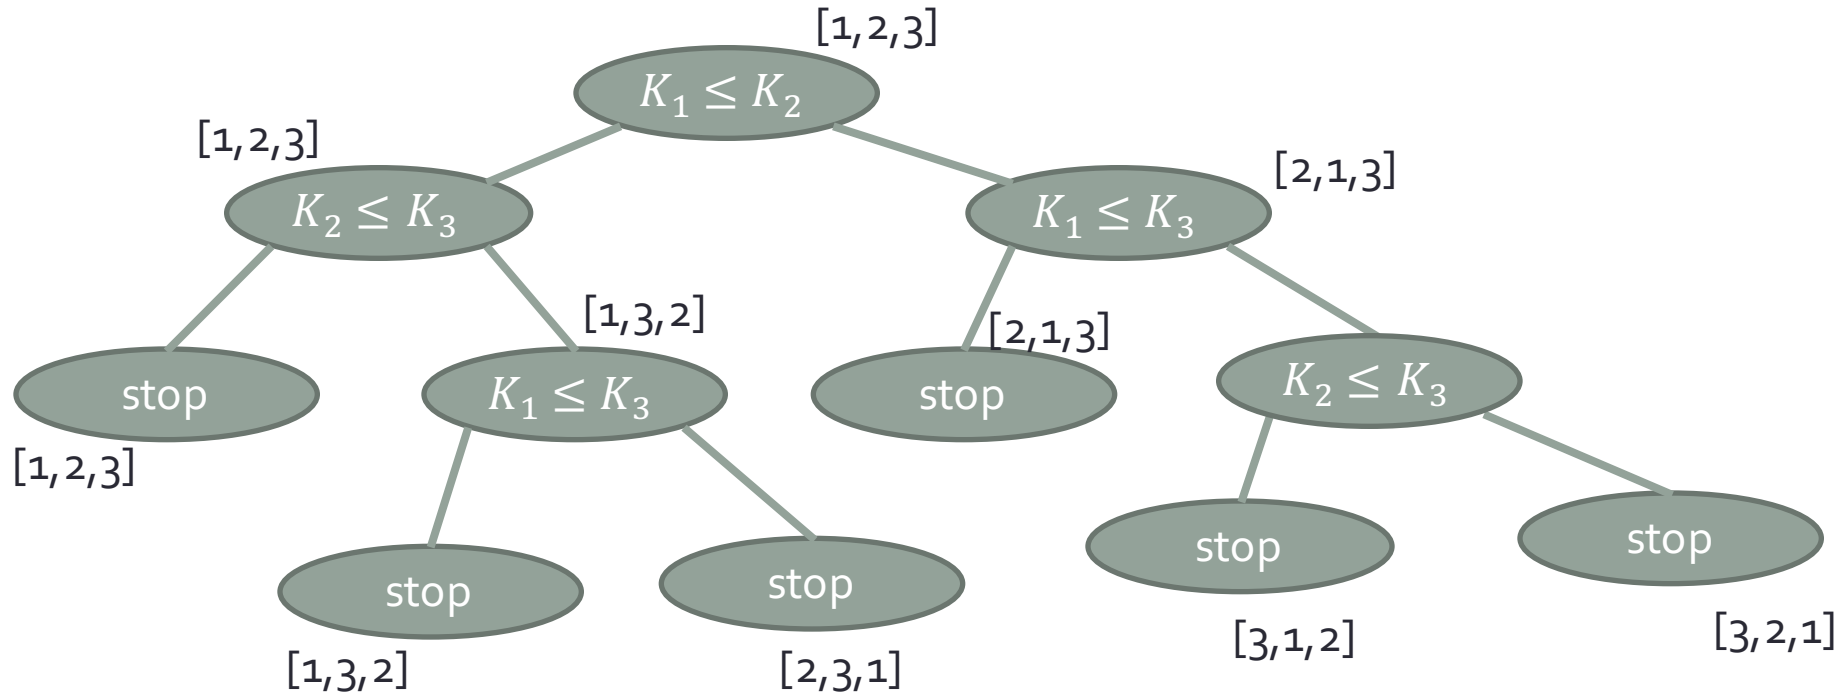 [1,2,3]
K₁ ≤ K₂
[1,2,3]
[2,1,3]
K₂ ≤ K₃
K₁ ≤ K₃
[1,3,2]
[2,1,3]
stop
K₁ ≤ K₃
stop
K₂ ≤ K₃
[1,2,3]
stop
stop
stop
stop
[1,3,2]
[2,3,1]
[3,1,2]
[3,2,1]